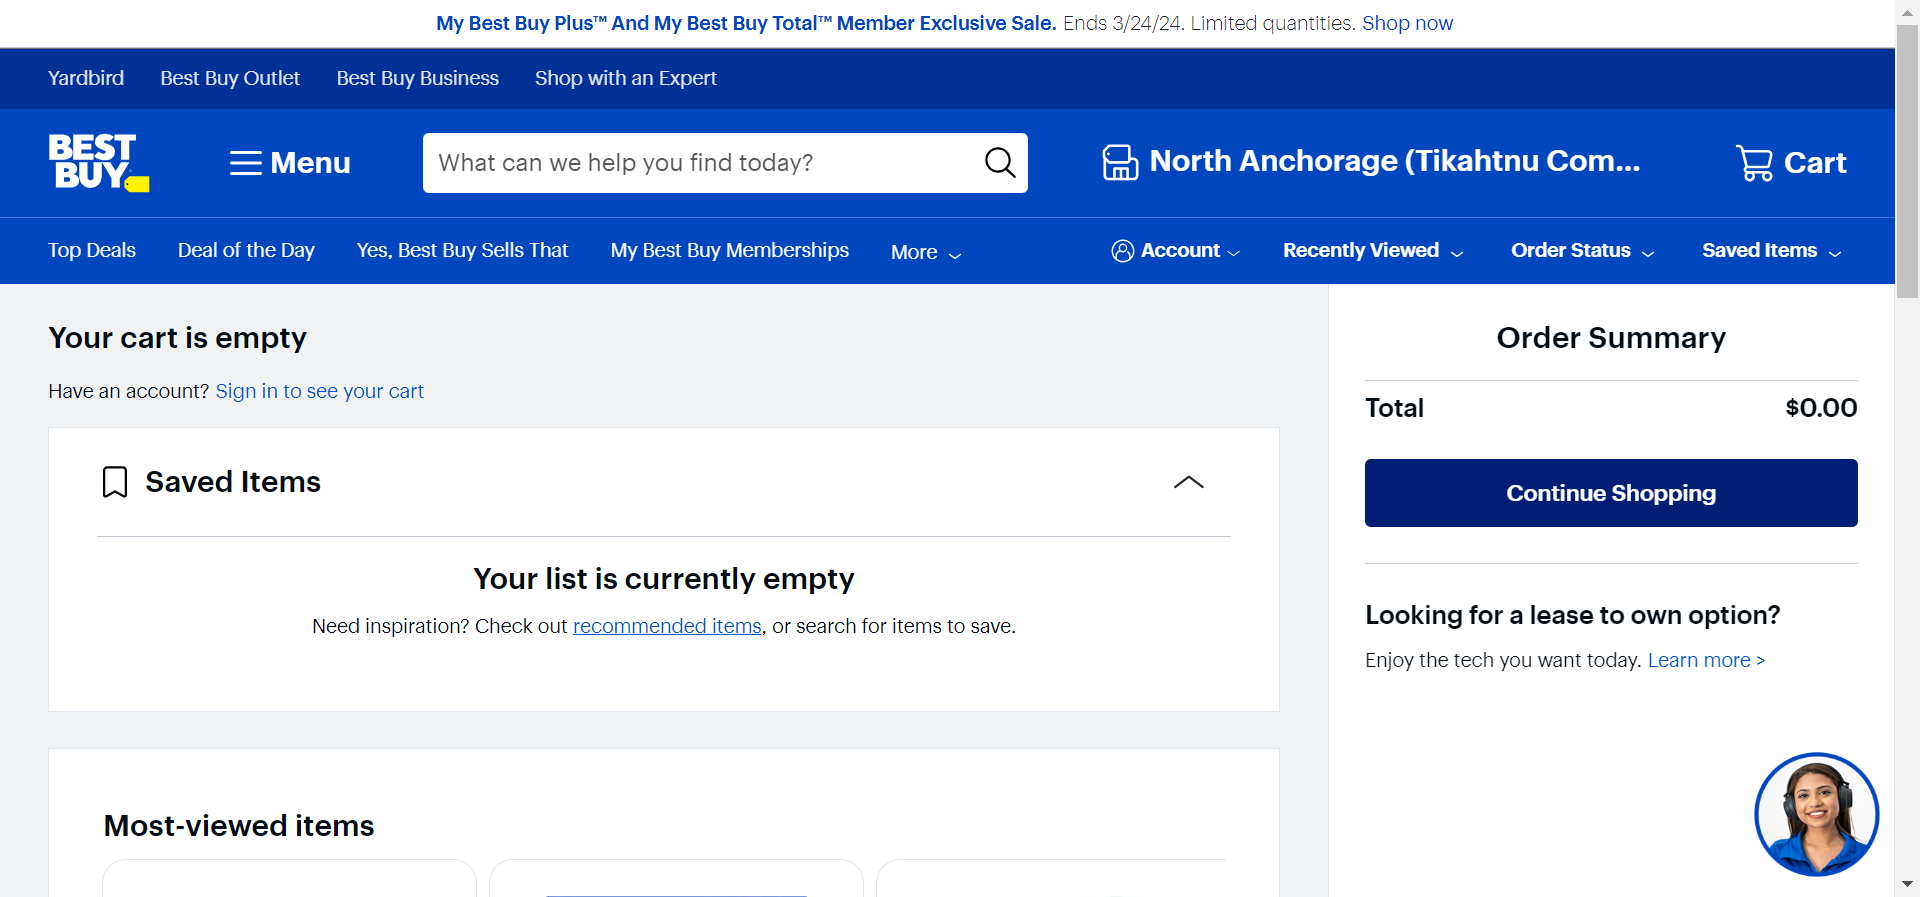 My Best Buy Plus™ And My Best Buy Total™ Member Exclusive Sale. Ends 3/24/24. Limited quantities. Shop now
Yardbird Best Buy Outlet Best Buy Business Shop with an Expert
BEST
BUY
Menu
What can we help you find today?
North Anchorage (Tikahtnu Com...
Cart
Top Deals Deal of the Day Yes, Best Buy Sells That My Best Buy Memberships More
Account Recently Viewed Order Status Saved Items
Your cart is empty
Have an account? Sign in to see your cart
Saved Items
Your list is currently empty
Need inspiration? Check out recommended items, or search for items to save.
Most-viewed items
Order Summary
Total $0.00
Continue Shopping
Looking for a lease to own option?
Enjoy the tech you want today. Learn more >